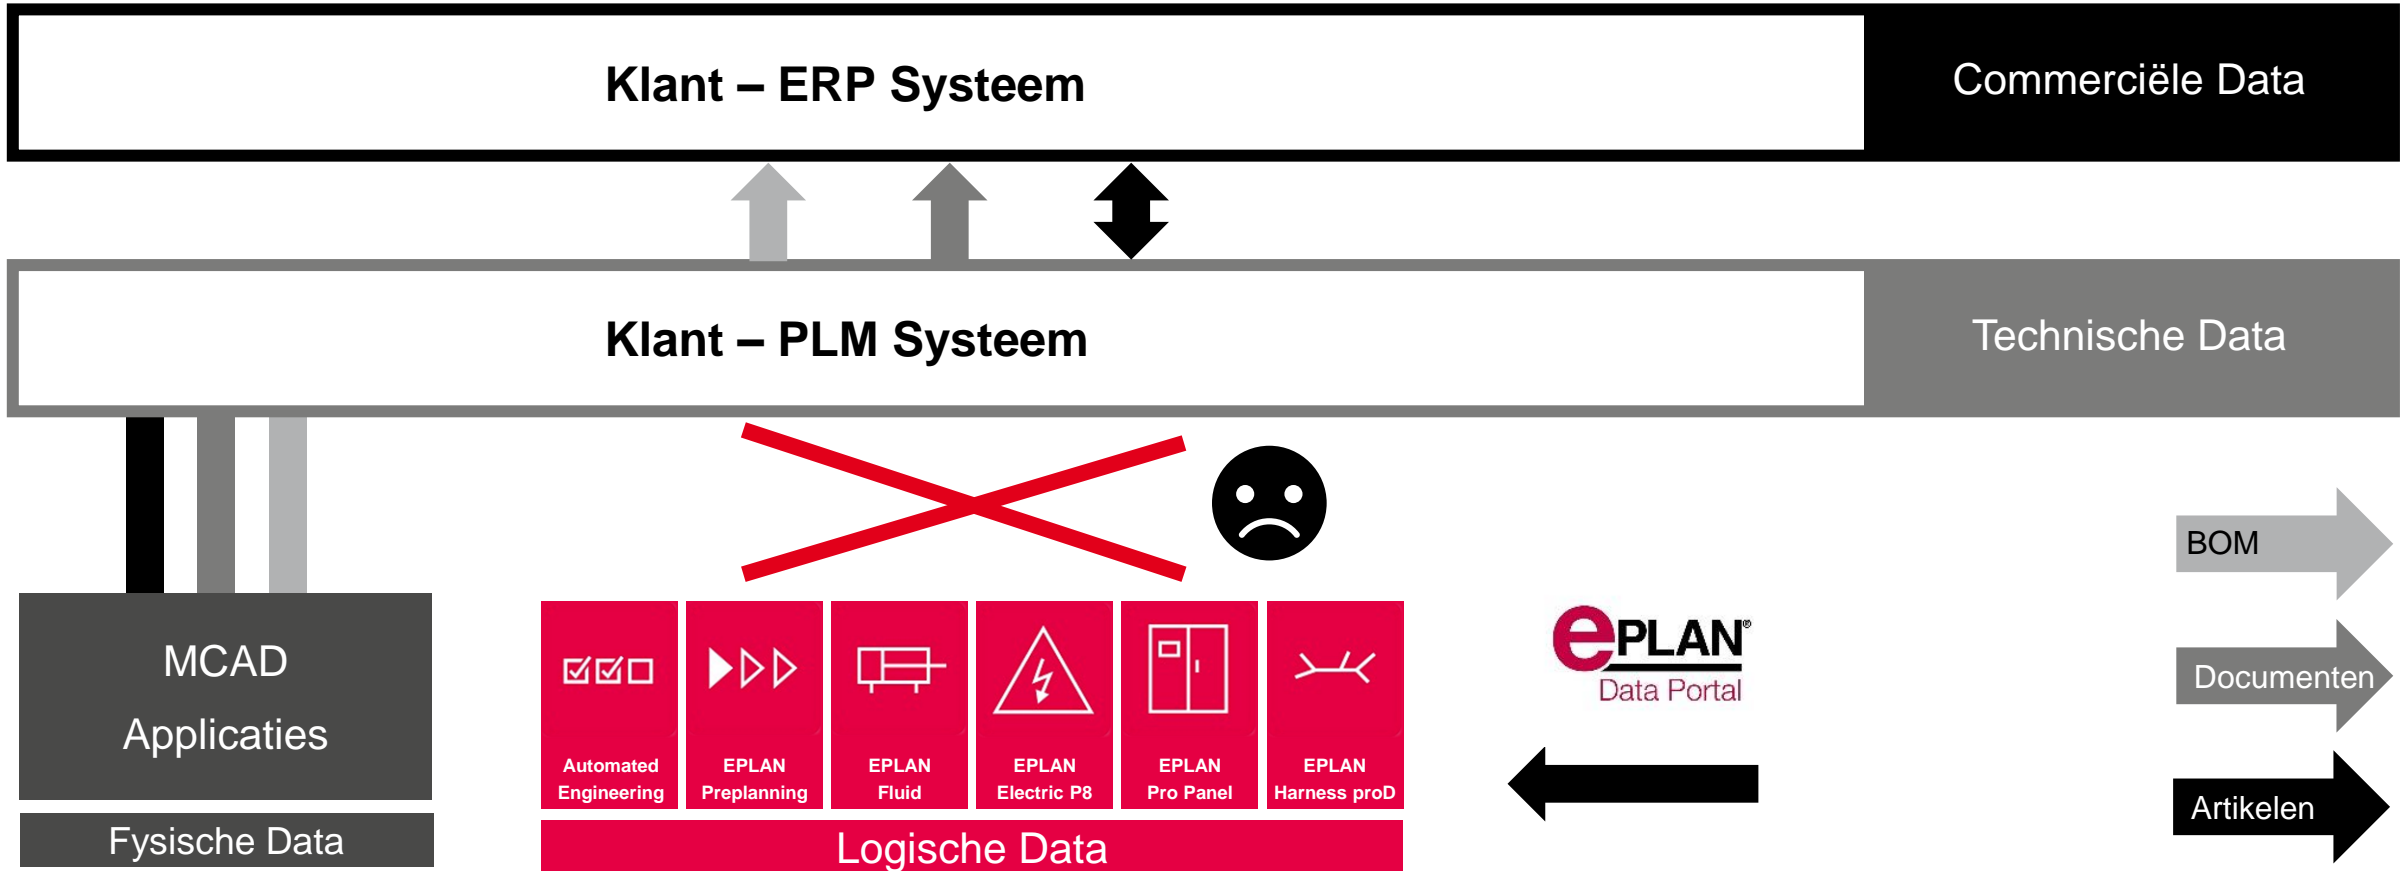 Klant – ERP Systeem
Commerciële Data
Klant – PLM Systeem
Technische Data
MCAD
Applicaties
Fysische Data
Automated
Engineering
EPLAN
Preplanning
EPLAN
Fluid
EPLAN
Electric P8
EPLAN
Pro Panel
EPLAN
Harness proD
Logische Data
ePLAN®
Data Portal
BOM
Documenten
Artikelen